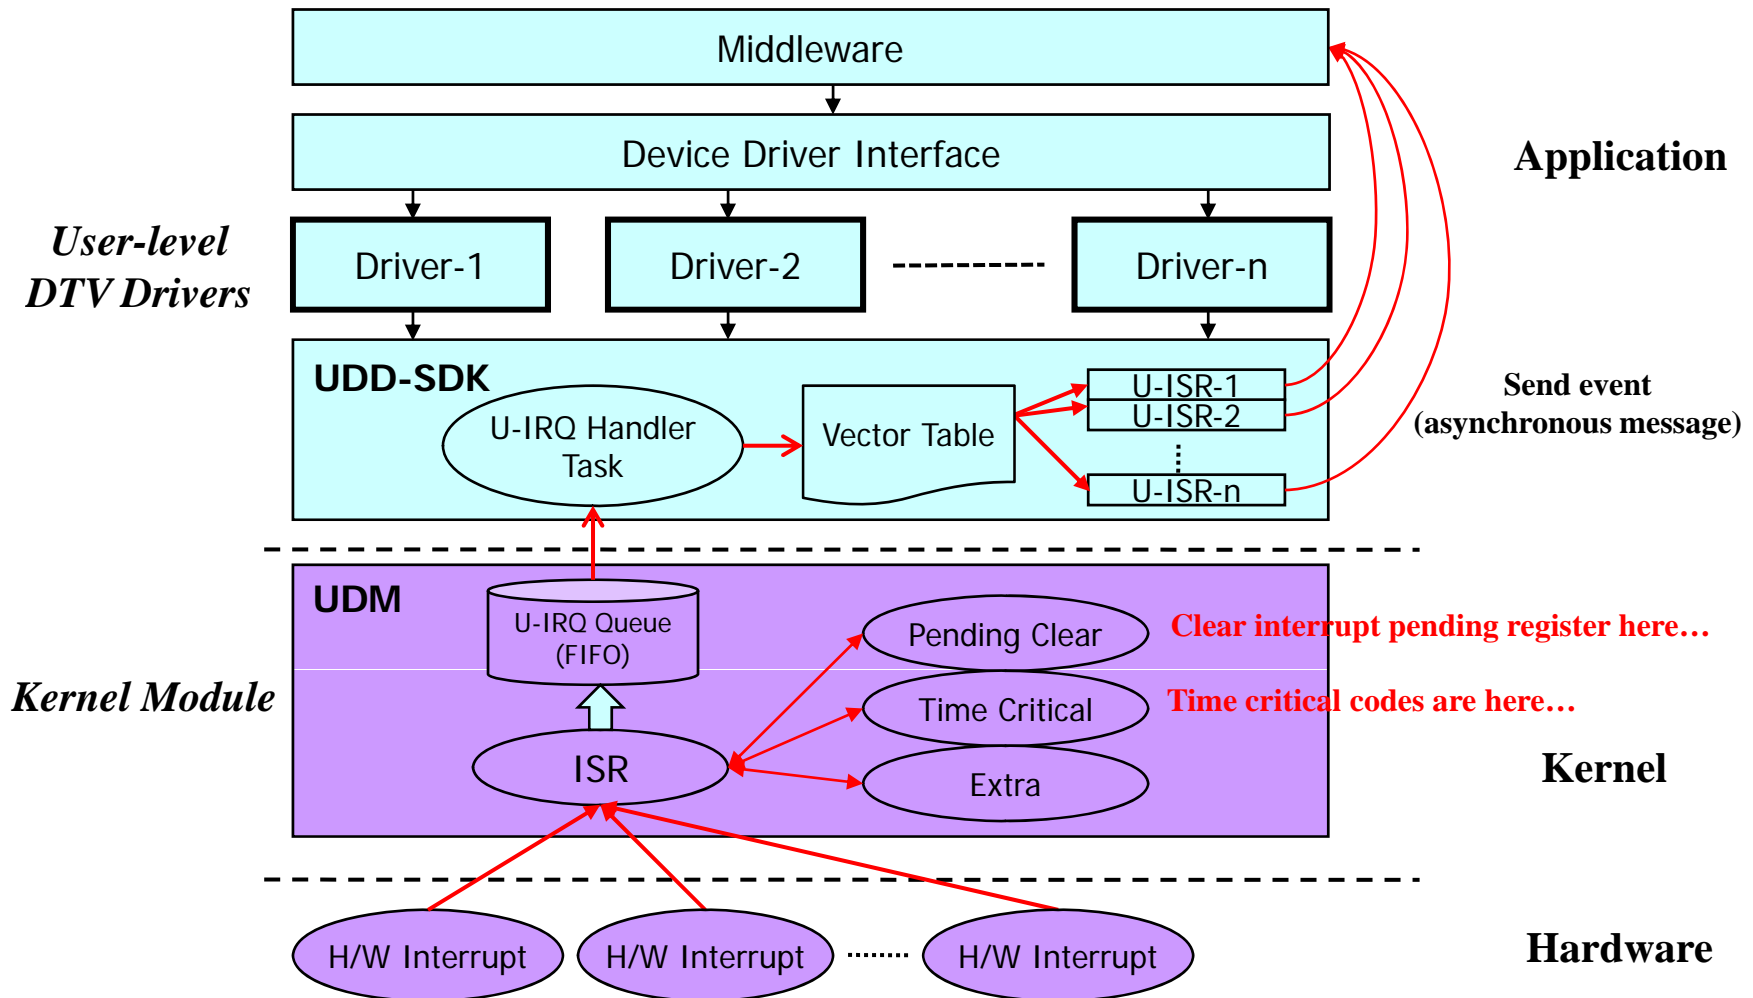 Middleware
Device Driver Interface
Application
User-level
DTV Drivers
Driver-1
Driver-2
Driver-n
UDD-SDK
U-IRQ Handler
Task
Vector Table
U-ISR-1
U-ISR-2
U-ISR-n
Send event
(asynchronous message)
UDM
U-IRQ Queue
(FIFO)
Pending Clear
Clear interrupt pending register here…
Kernel Module
Time Critical
Time critical codes are here…
ISR
Extra
Kernel
H/W Interrupt
H/W Interrupt
H/W Interrupt
Hardware